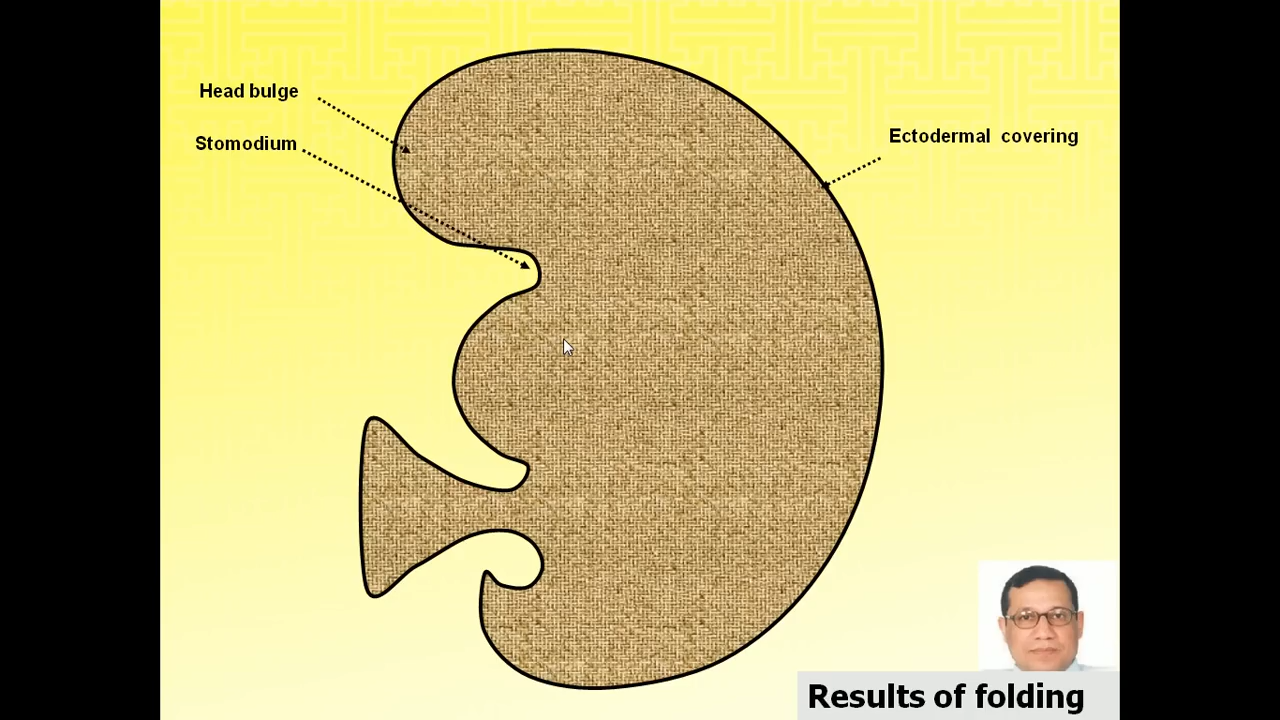 Head bulge
Stomodium
Ectodermal covering
Results of folding